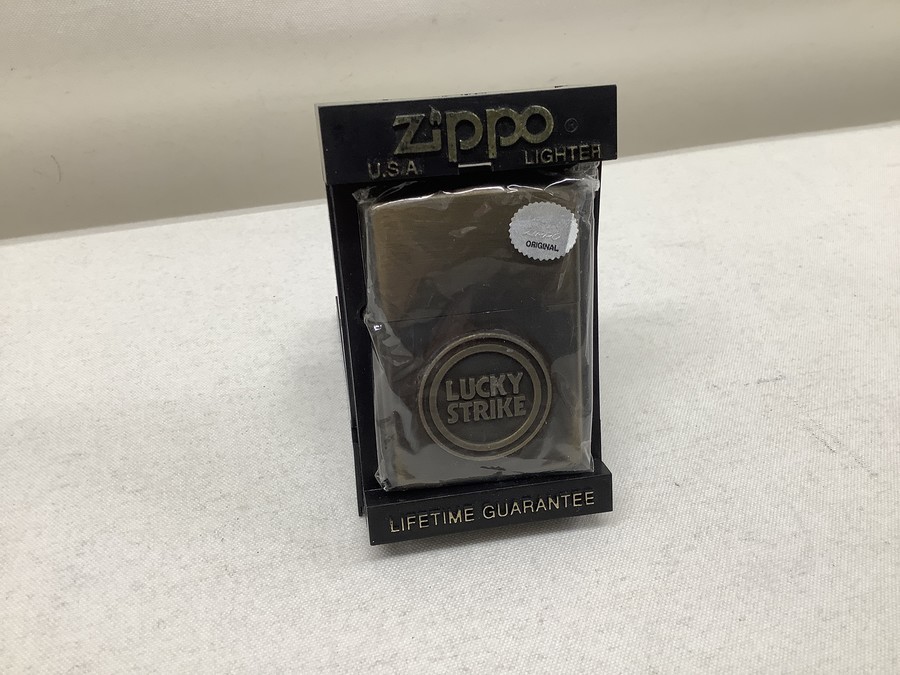 zippo ®
U.S.A. LIGHTER
ORIGINAL
LUCKY
STRIKE
LIFETIME GUARANTEE